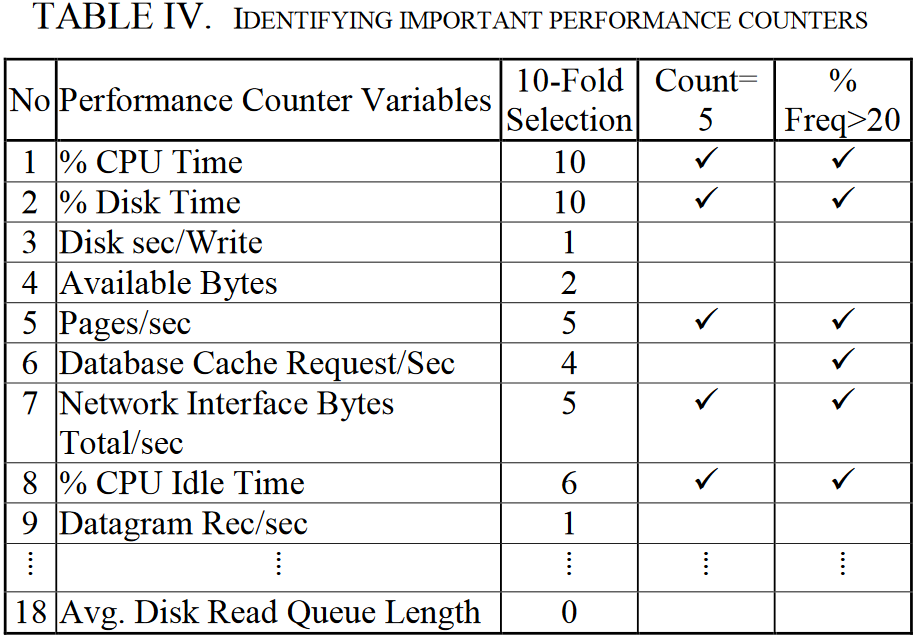 TABLE IV. IDENTIFYING IMPORTANT PERFORMANCE COUNTERS
No Performance Counter Variables 10-Fold Selection Count= 5 % Freq>20
1 % CPU Time 10 ✓ ✓
2 % Disk Time 10 ✓ ✓
3 Disk sec/Write 1
4 Available Bytes 2
5 Pages/sec 5 ✓ ✓
6 Database Cache Request/Sec 4 ✓
7 Network Interface Bytes Total/sec 5 ✓ ✓
8 % CPU Idle Time 6 ✓ ✓
9 Datagram Rec/sec 1
⋮ ⋮ ⋮ ⋮ ⋮
18 Avg. Disk Read Queue Length 0